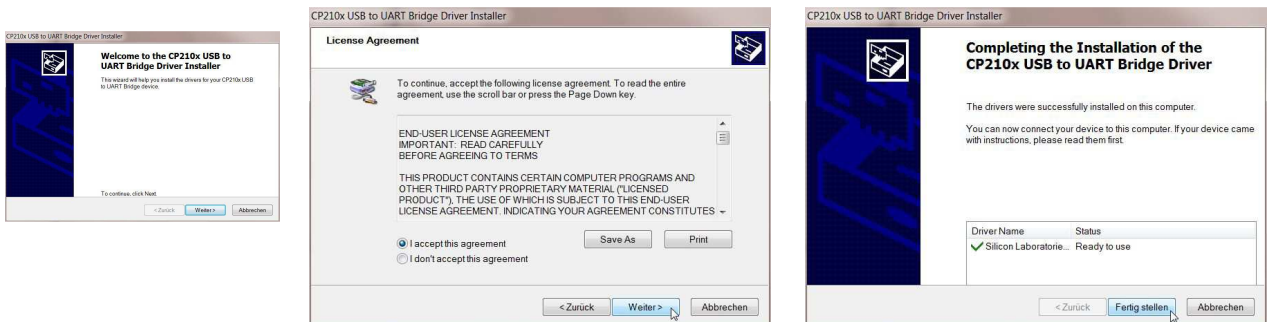 CP210x USB to UART Bridge Driver Installer
Welcome to the CP210x USB to
UART Bridge Driver Installer
This wizard will help you install the drivers for your CP210x USB
to UART Bridge device.
To continue, click Next.
< Zurück
Weiter >
Abbrechen
CP210x USB to UART Bridge Driver Installer
License Agreement
To continue, accept the following license agreement. To read the entire
agreement, use the scroll bar or press the Page Down key.
END-USER LICENSE AGREEMENT
IMPORTANT: READ CAREFULLY
BEFORE AGREEING TO TERMS
THIS PRODUCT CONTAINS CERTAIN COMPUTER PROGRAMS AND
OTHER THIRD PARTY PROPRIETARY MATERIAL ("LICENSED
PRODUCT"), THE USE OF WHICH IS SUBJECT TO THIS END-USER
LICENSE AGREEMENT. INDICATING YOUR AGREEMENT CONSTITUTES
I accept this agreement
I don't accept this agreement
Save As
Print
< Zurück
Weiter >
Abbrechen
CP210x USB to UART Bridge Driver Installer
Completing the Installation of the
CP210x USB to UART Bridge Driver
The drivers were successfully installed on this computer.
You can now connect your device to this computer. If your device came
with instructions, please read them first.
Driver Name Status
Silicon Laboratorie... Ready to use
< Zurück
Fertig stellen
Abbrechen